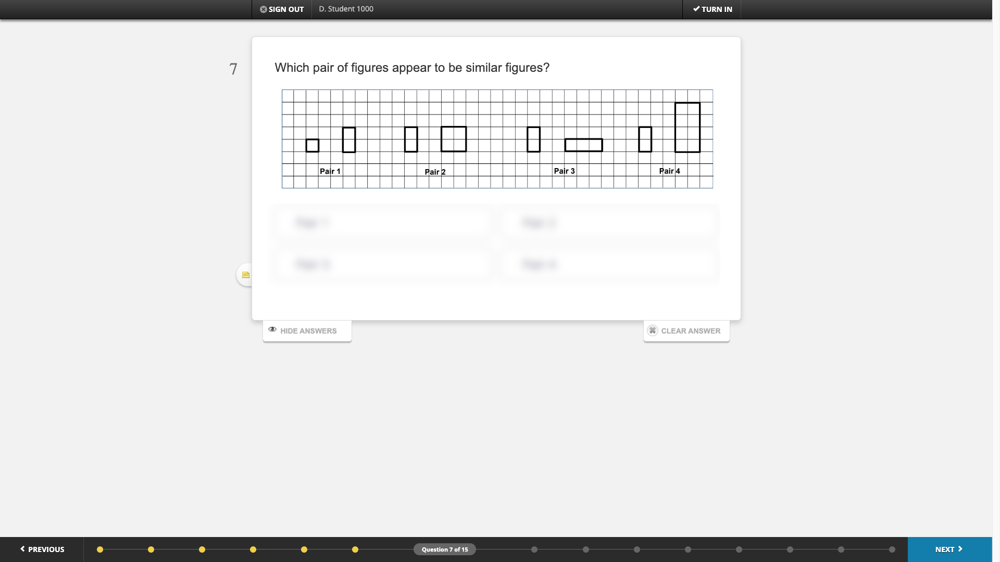 SIGN OUT D. Student 1000 TURN IN
7 Which pair of figures appear to be similar figures?
Pair 1 Pair 2 Pair 3 Pair 4
HIDE ANSWERS CLEAR ANSWER
PREVIOUS Question 7 of 15 NEXT